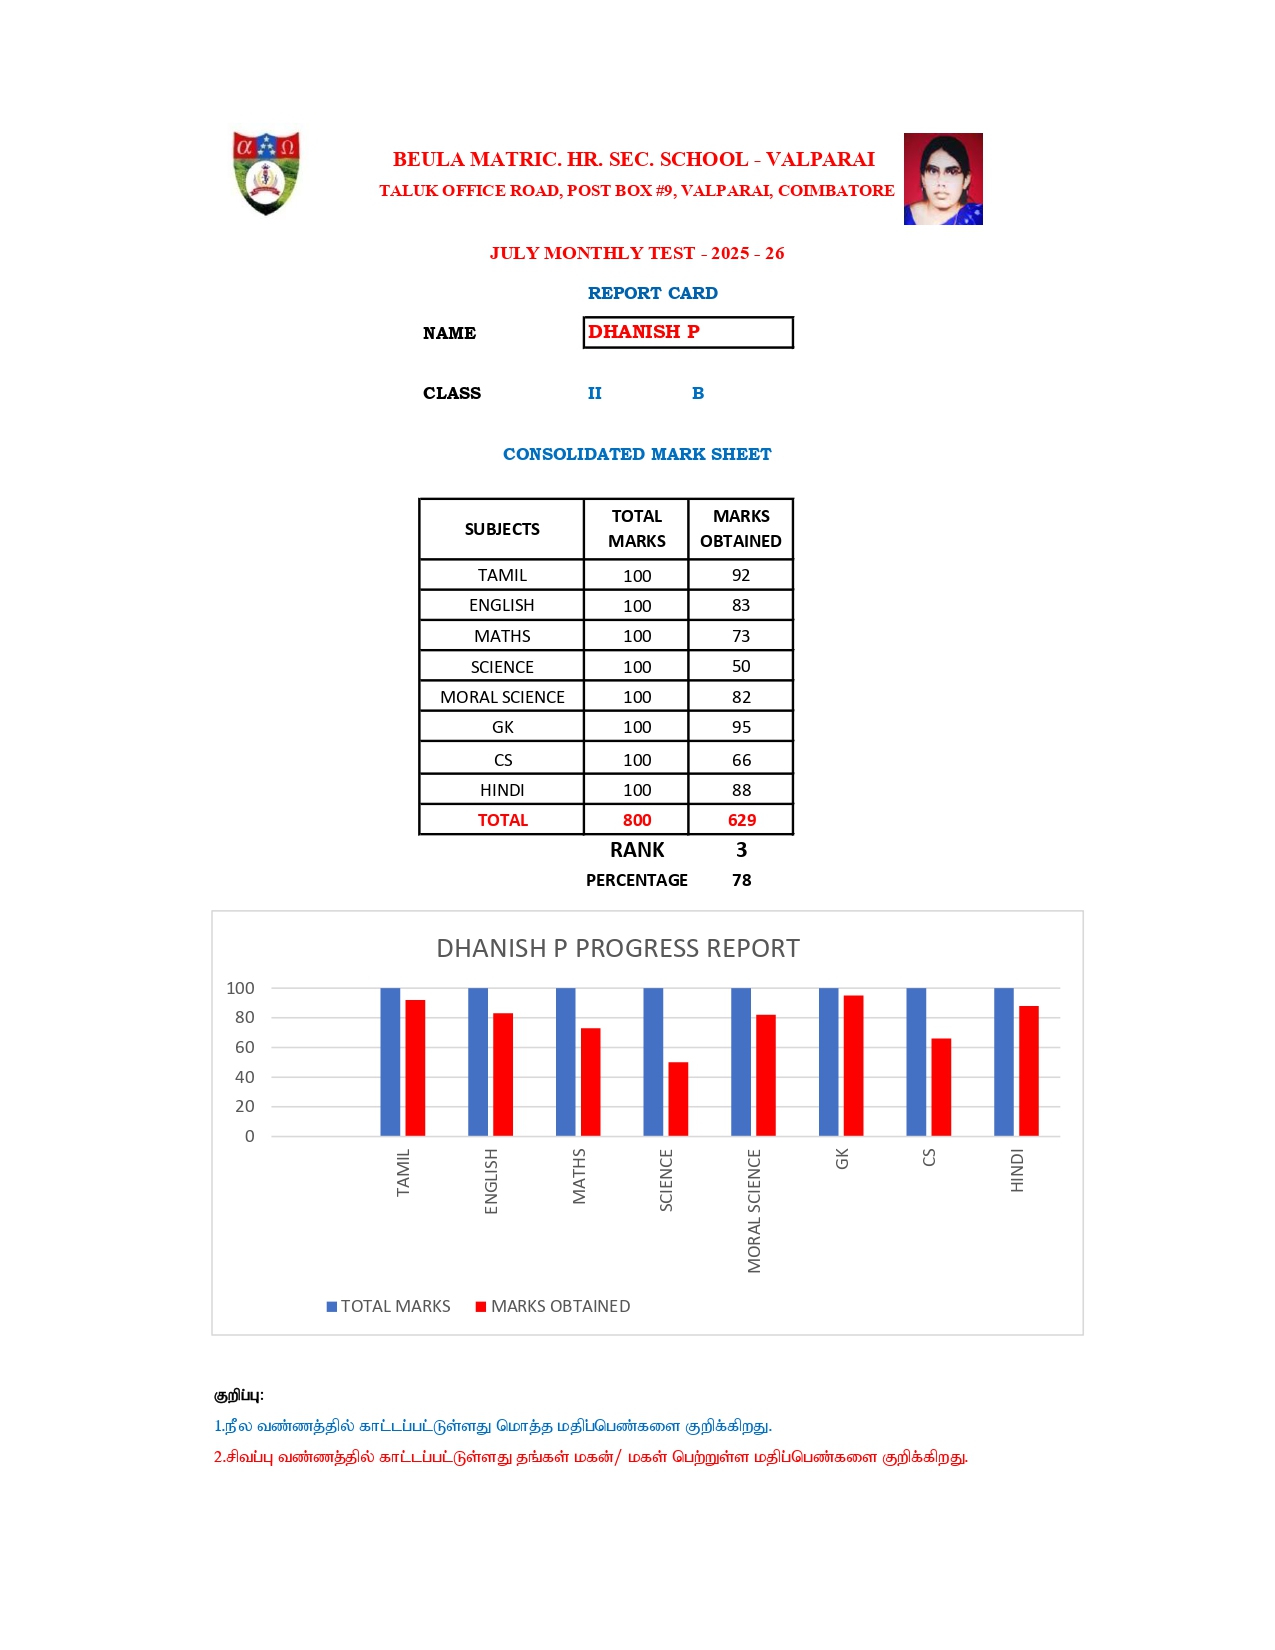 α Ω
BEULA MATRIC. HR. SEC. SCHOOL - VALPARAI
TALUK OFFICE ROAD, POST BOX #9, VALPARAI, COIMBATORE
JULY MONTHLY TEST - 2025 - 26
REPORT CARD
NAME DHANISH P
CLASS II B
CONSOLIDATED MARK SHEET
SUBJECTS TOTAL MARKS MARKS OBTAINED
TAMIL 100 92
ENGLISH 100 83
MATHS 100 73
SCIENCE 100 50
MORAL SCIENCE 100 82
GK 100 95
CS 100 66
HINDI 100 88
TOTAL 800 629
RANK 3
PERCENTAGE 78
DHANISH P PROGRESS REPORT
100
80
60
40
20
0
TAMIL ENGLISH MATHS SCIENCE MORAL SCIENCE GK CS HINDI
TOTAL MARKS MARKS OBTAINED
குறிப்பு:
1.நீல வண்ணத்தில் காட்டப்பட்டுள்ளது மொத்த மதிப்பெண்களை குறிக்கிறது.
2.சிவப்பு வண்ணத்தில் காட்டப்பட்டுள்ளது தங்கள் மகன்/ மகள் பெற்றுள்ள மதிப்பெண்களை குறிக்கிறது.